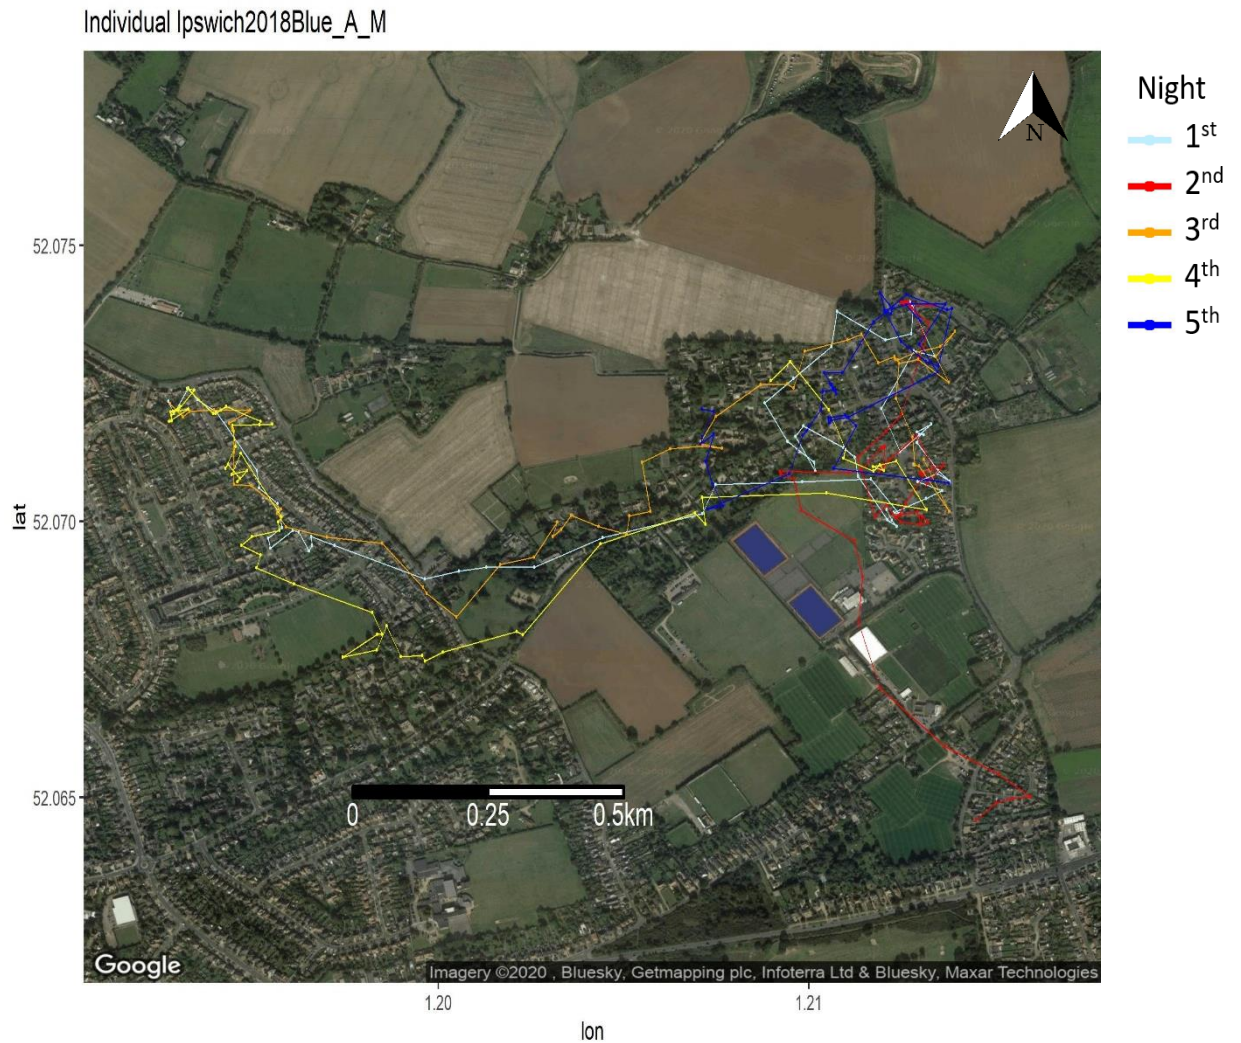 Individual Ipswich2018Blue_A_M
N
Night
1st
2nd
3rd
4th
5th
52.075
52.070
52.065
lat
0 0.25 0.5km
Google
Imagery ©2020 , Bluesky, Getmapping plc, Infoterra Ltd & Bluesky, Maxar Technologies
1.20 1.21
lon